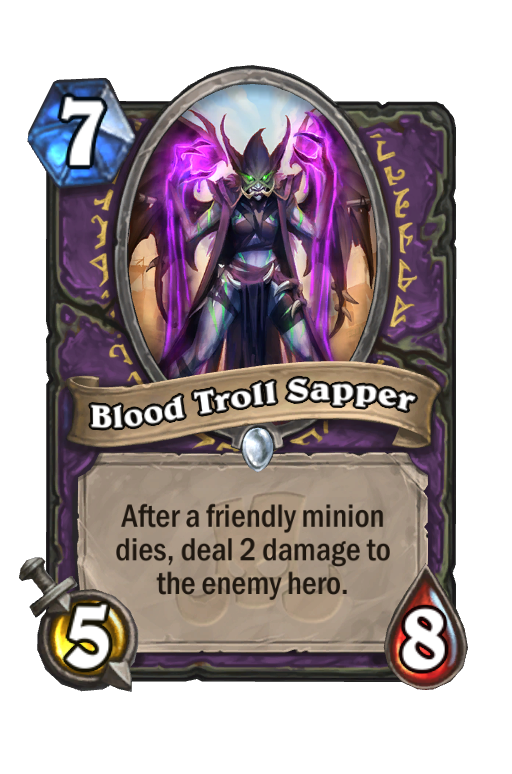 7
Blood Troll Sapper
After a friendly minion
dies, deal 2 damage to
the enemy hero.
5
8